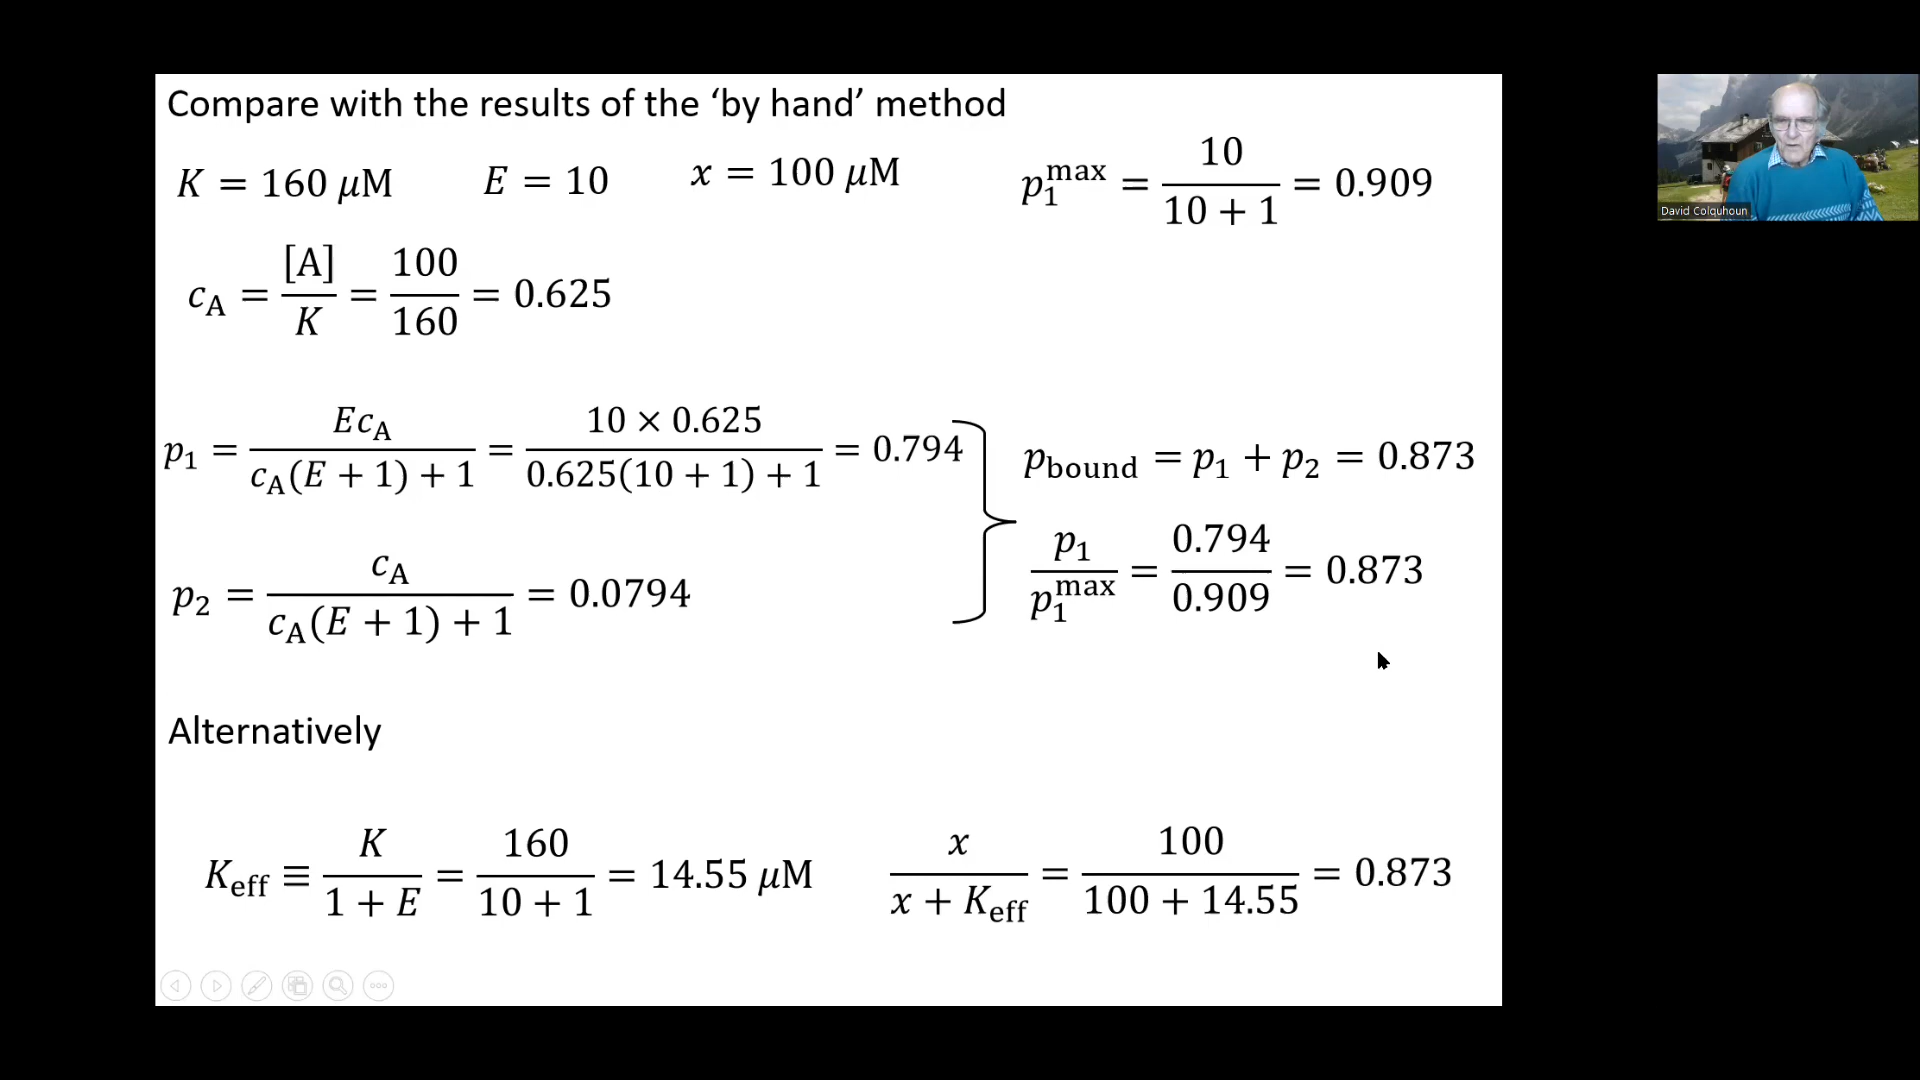 Compare with the results of the ‘by hand’ method
K = 160 μM   E = 10   x = 100 μM   p₁^max = 10/(10 + 1) = 0.909
c_A = [A]/K = 100/160 = 0.625
p₁ = Ec_A/(c_A(E + 1) + 1) = (10 × 0.625)/(0.625(10 + 1) + 1) = 0.794
p_bound = p₁ + p₂ = 0.873
p₁/p₁^max = 0.794/0.909 = 0.873
p₂ = c_A/(c_A(E + 1) + 1) = 0.0794
Alternatively
K_eff ≡ K/(1 + E) = 160/(10 + 1) = 14.55 μM   x/(x + K_eff) = 100/(100 + 14.55) = 0.873
David Colquhoun